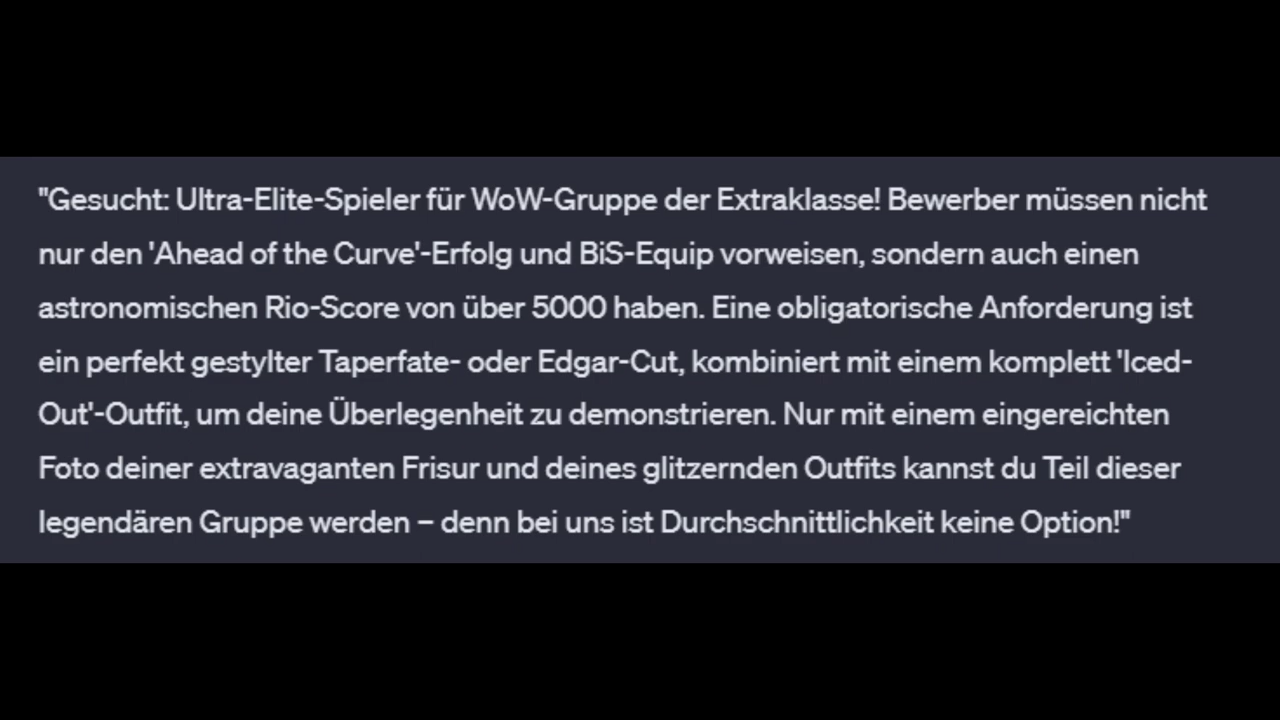 "Gesucht: Ultra-Elite-Spieler für WoW-Gruppe der Extraklasse! Bewerber müssen nicht
nur den 'Ahead of the Curve'-Erfolg und BiS-Equip vorweisen, sondern auch einen
astronomischen Rio-Score von über 5000 haben. Eine obligatorische Anforderung ist
ein perfekt gestylter Taperfate- oder Edgar-Cut, kombiniert mit einem komplett 'Iced-
Out'-Outfit, um deine Überlegenheit zu demonstrieren. Nur mit einem eingereichten
Foto deiner extravaganten Frisur und deines glitzernden Outfits kannst du Teil dieser
legendären Gruppe werden – denn bei uns ist Durchschnittlichkeit keine Option!"